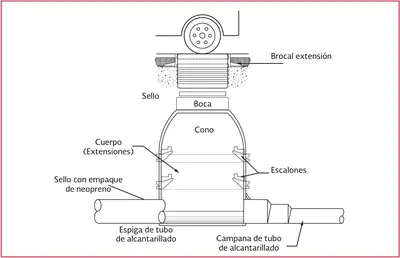 Brocal extensión
Sello
Boca
Cono
Cuerpo
(Extensiones)
Escalones
Sello con empaque
de neopreno
Espiga de tubo
de alcantarillado
Campana de tubo
de alcantarillado